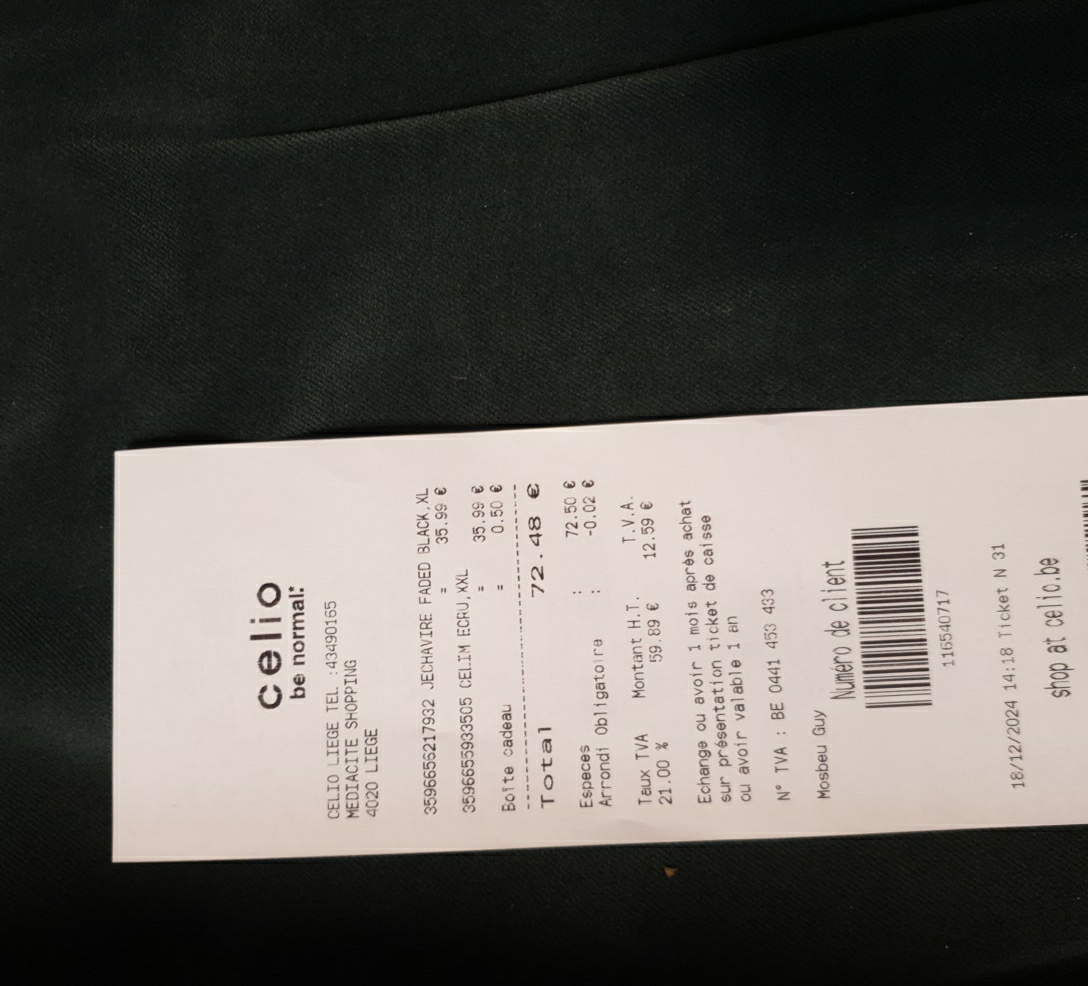 celio
be normal:
CELIO LIEGE TEL :43490165
MEDIACITE SHOPPING
4020 LIEGE
3596656217932 JECHAVIRE FADED BLACK,XL
= 35.99 €
3596655933505 CELIM ECRU,XXL
= 35.99 €
Boîte cadeau = 0.50 €
Total 72.48 €
Especes : 72.50 €
Arrondi Obligatoire : -0.02 €
Taux TVA Montant H.T. T.V.A.
21.00 % 59.89 € 12.59 €
Echange ou avoir 1 mois après achat
sur présentation ticket de caisse
ou avoir valable 1 an
N° TVA : BE 0441 453 433
Mosbeu Guy
Numéro de client
116540717
18/12/2024 14:18 Ticket N 31
shop at celio.be